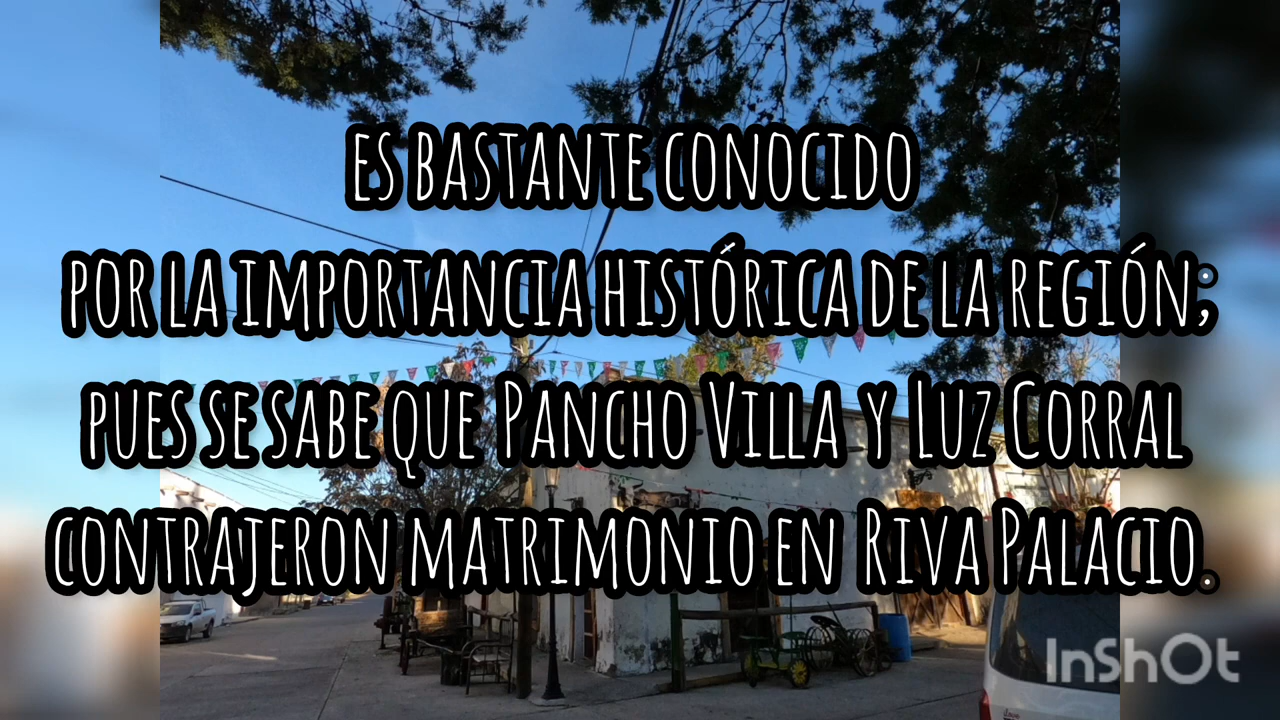 es bastante conocido
por la importancia histórica de la región;
pues se sabe que Pancho Villa y Luz Corral
contrajeron matrimonio en Riva Palacio.
InShOt